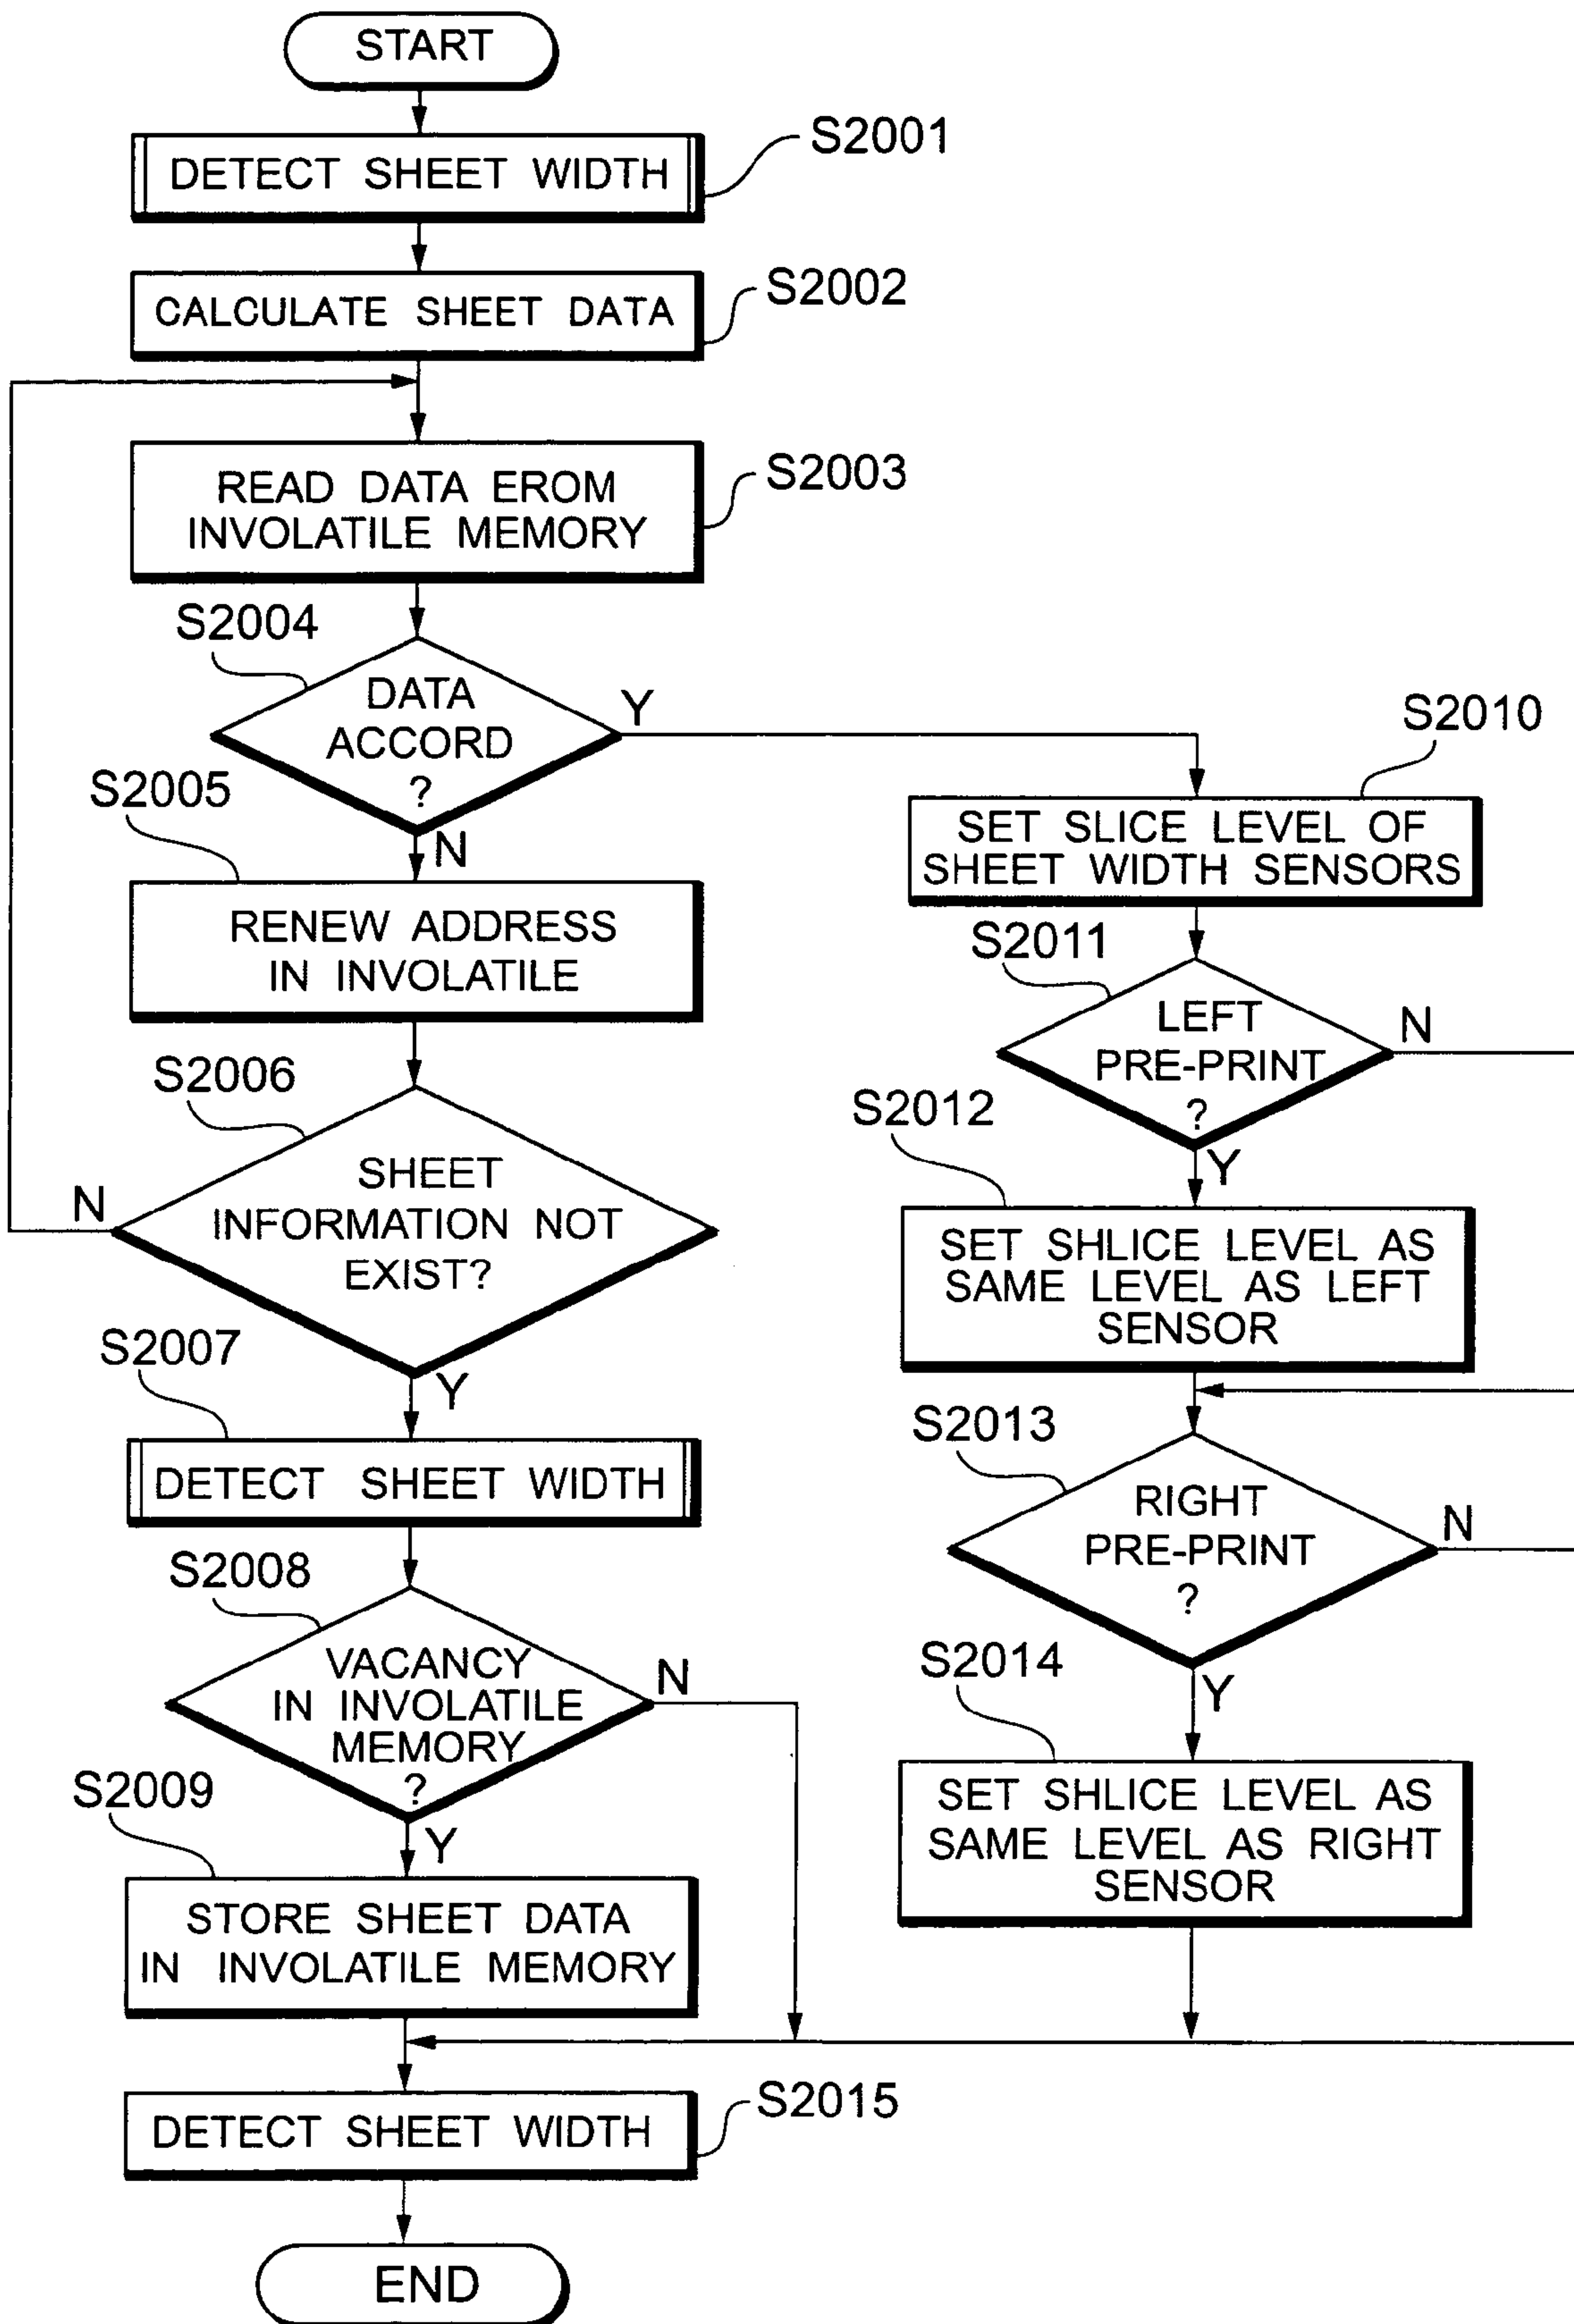 START
DETECT SHEET WIDTH
S2001
CALCULATE SHEET DATA
S2002
READ DATA EROM
INVOLATILE MEMORY
S2003
S2004
DATA
ACCORD
?
Y
N
S2005
RENEW ADDRESS
IN INVOLATILE
S2006
SHEET
INFORMATION NOT
EXIST?
N
Y
S2007
DETECT SHEET WIDTH
S2008
VACANCY
IN INVOLATILE
MEMORY
?
N
Y
S2009
STORE SHEET DATA
IN INVOLATILE MEMORY
S2010
SET SLICE LEVEL OF
SHEET WIDTH SENSORS
S2011
LEFT
PRE-PRINT
?
N
Y
S2012
SET SHLICE LEVEL AS
SAME LEVEL AS LEFT
SENSOR
S2013
RIGHT
PRE-PRINT
?
N
Y
S2014
SET SHLICE LEVEL AS
SAME LEVEL AS RIGHT
SENSOR
DETECT SHEET WIDTH
S2015
END